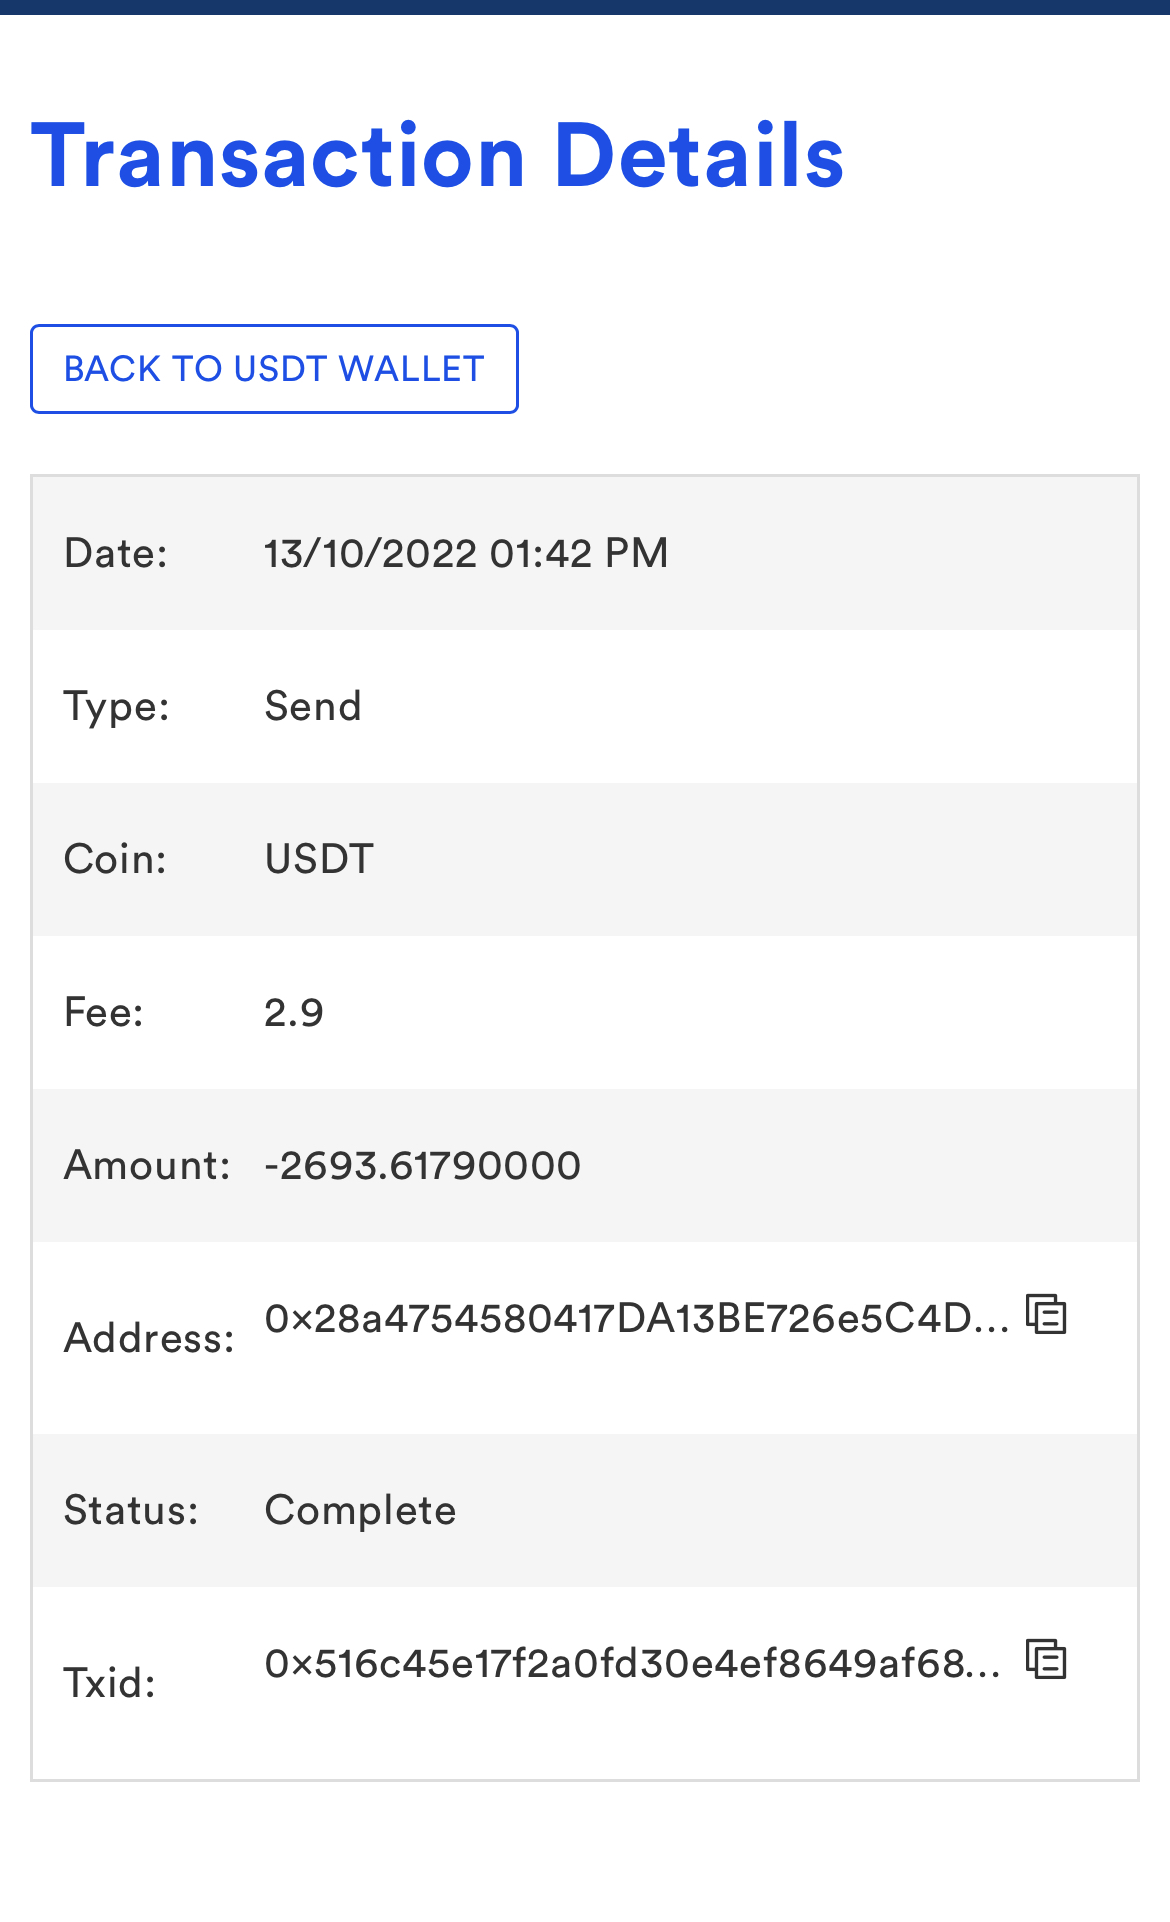 Transaction Details
BACK TO USDT WALLET
Date: 13/10/2022 01:42 PM
Type: Send
Coin: USDT
Fee: 2.9
Amount: -2693.61790000
Address: 0x28a4754580417DA13BE726e5C4D...
Status: Complete
Txid: 0x516c45e17f2a0fd30e4ef8649af68...